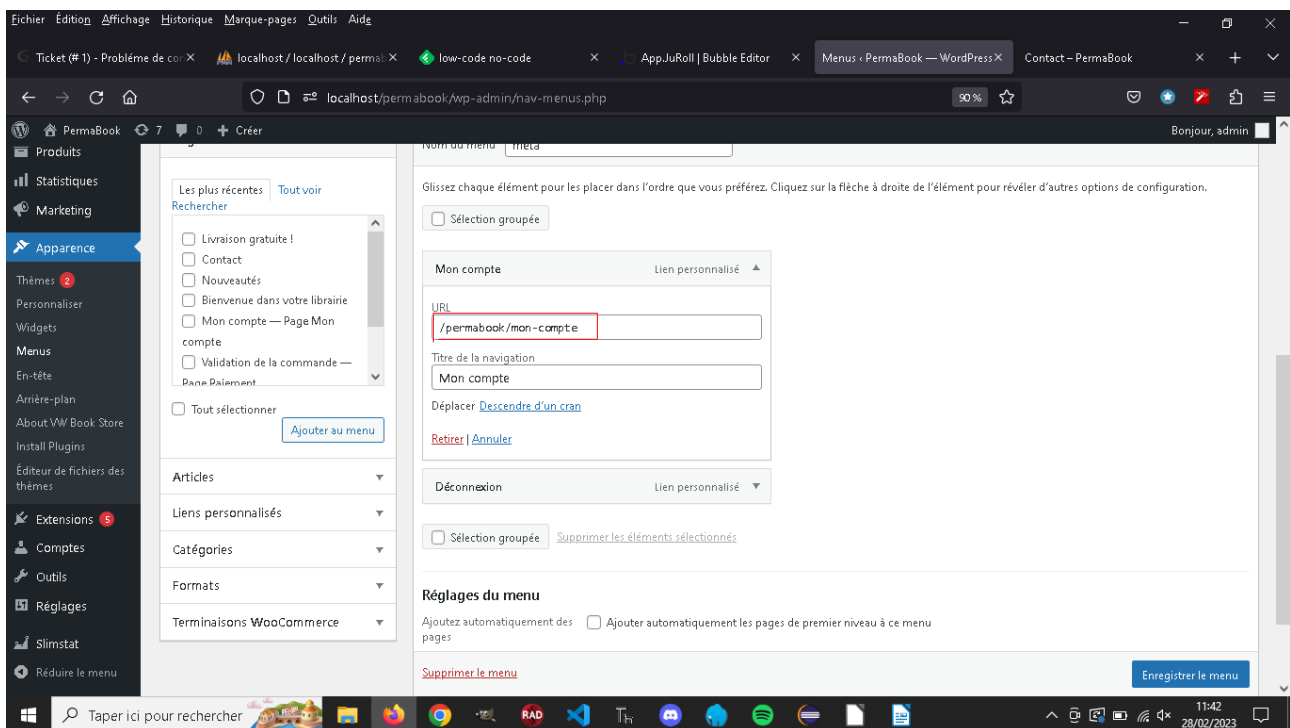 Fichier Édition Affichage Historique Marque-pages Outils Aide
Ticket (# 1) - Probléme de cor
localhost / localhost / permab
low-code no-code
App.JuRoll | Bubble Editor
Menus ‹ PermaBook — WordPress
Contact – PermaBook
localhost/permabook/wp-admin/nav-menus.php
90 %
PermaBook 7 0 + Créer
Bonjour, admin
Produits
Statistiques
Marketing
Apparence
Thèmes 2
Personnaliser
Widgets
Menus
En-tête
Arrière-plan
About VW Book Store
Install Plugins
Éditeur de fichiers des
thèmes
Extensions 5
Comptes
Outils
Réglages
Slimstat
Réduire le menu
Les plus récentes Tout voir
Rechercher
Livraison gratuite !
Contact
Nouveautés
Bienvenue dans votre librairie
Mon compte — Page Mon
compte
Validation de la commande —
Page Paiement
Tout sélectionner
Ajouter au menu
Articles
Liens personnalisés
Catégories
Formats
Terminaisons WooCommerce
Nom du menu meta
Glissez chaque élément pour les placer dans l'ordre que vous préférez. Cliquez sur la flèche à droite de l'élément pour révéler d'autres options de configuration.
Sélection groupée
Mon compte Lien personnalisé
URL
/permabook/mon-compte
Titre de la navigation
Mon compte
Déplacer Descendre d'un cran
Retirer | Annuler
Déconnexion Lien personnalisé
Sélection groupée Supprimer les éléments sélectionnés
Réglages du menu
Ajoutez automatiquement des
pages
Ajouter automatiquement les pages de premier niveau à ce menu
Supprimer le menu
Enregistrer le menu
Taper ici pour rechercher
RAD
Th
11:42
28/02/2023